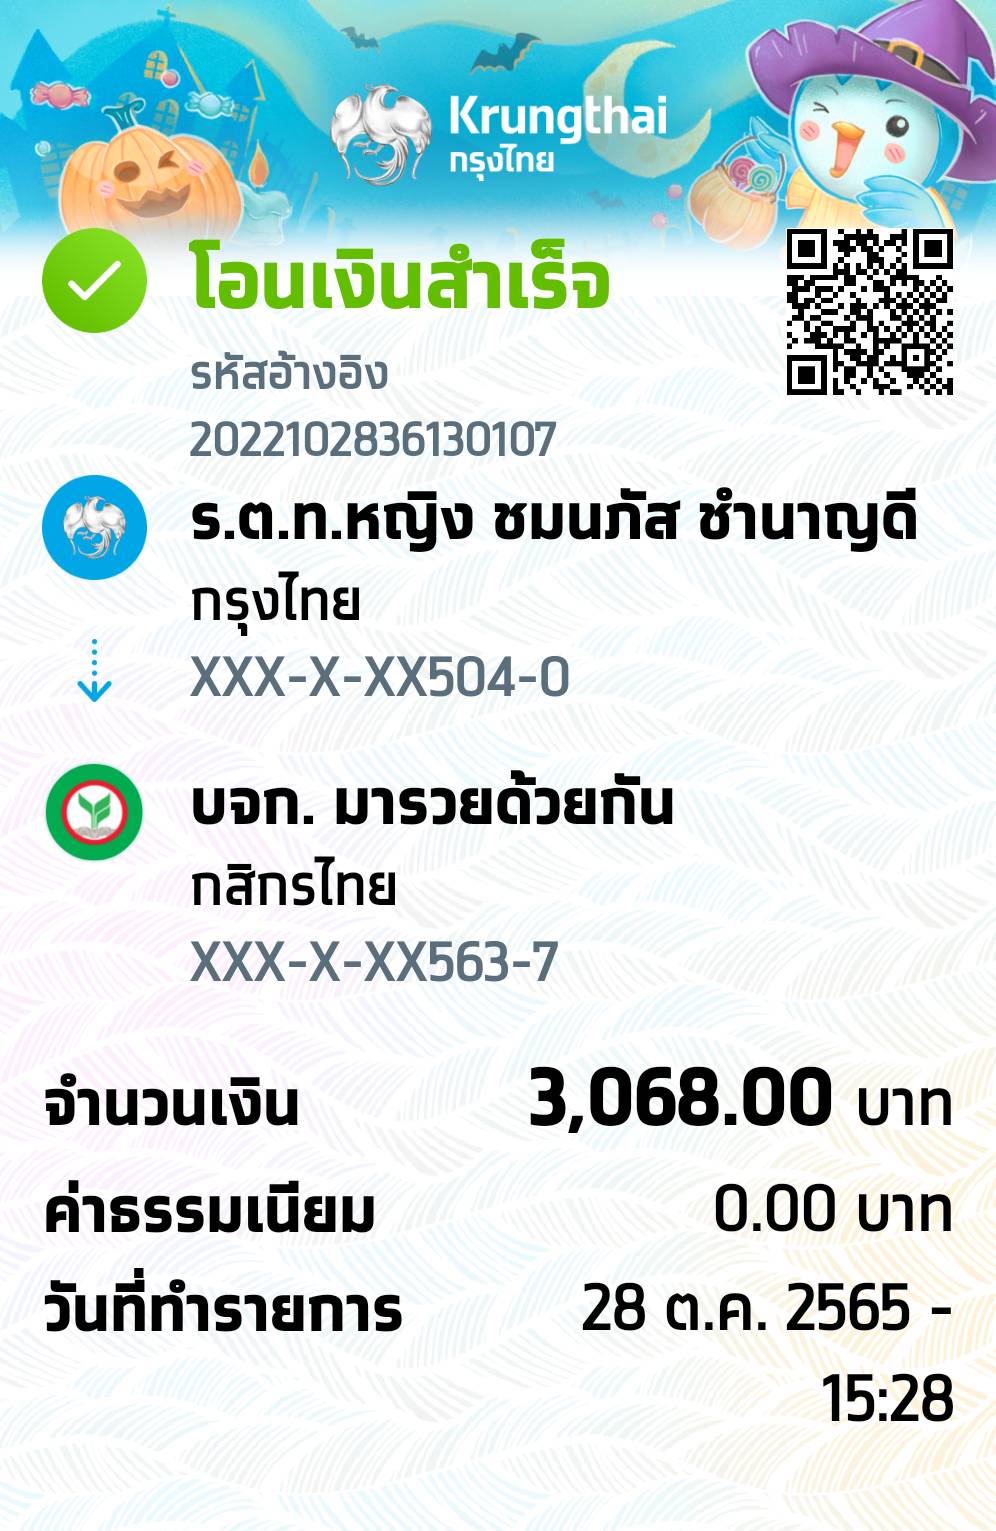 Krungthai
กรุงไทย
โอนเงินสำเร็จ
รหัสอ้างอิง
2022102836130107
ร.ต.ท.หญิง ชมนภัส ชำนาญดี
กรุงไทย
XXX-X-XX504-0
บจก. มารวยด้วยกัน
กสิกรไทย
XXX-X-XX563-7
จำนวนเงิน 3,068.00 บาท
ค่าธรรมเนียม 0.00 บาท
วันที่ทำรายการ 28 ต.ค. 2565 -
15:28